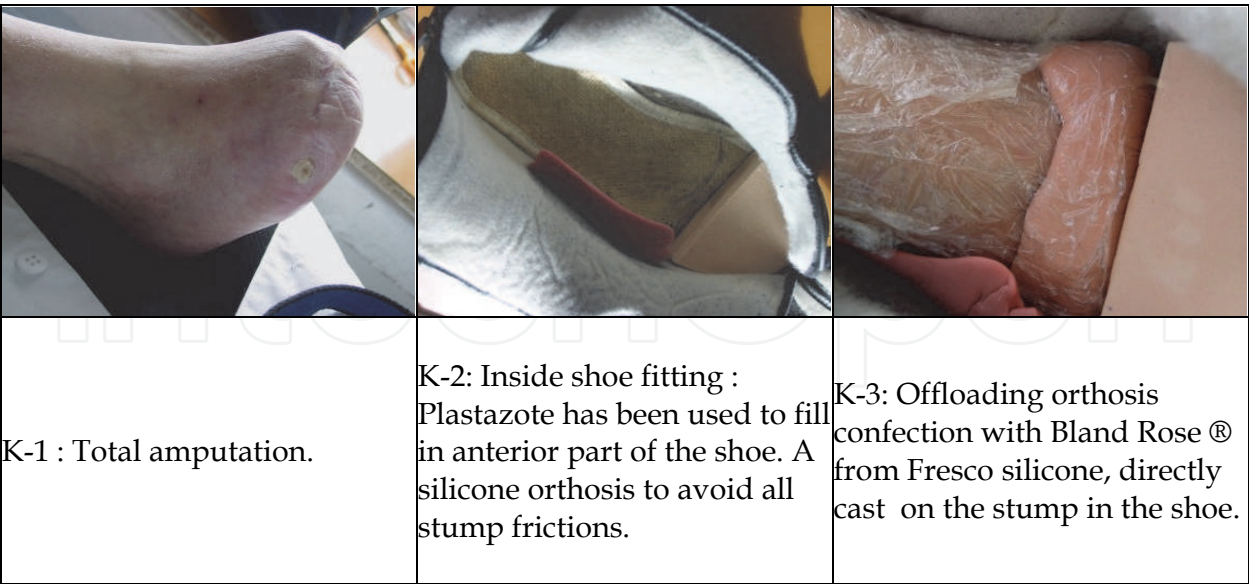 K-1 : Total amputation.
K-2: Inside shoe fitting :
Plastazote has been used to fill
in anterior part of the shoe. A
silicone orthosis to avoid all
stump frictions.
K-3: Offloading orthosis
confection with Bland Rose ®
from Fresco silicone, directly
cast on the stump in the shoe.